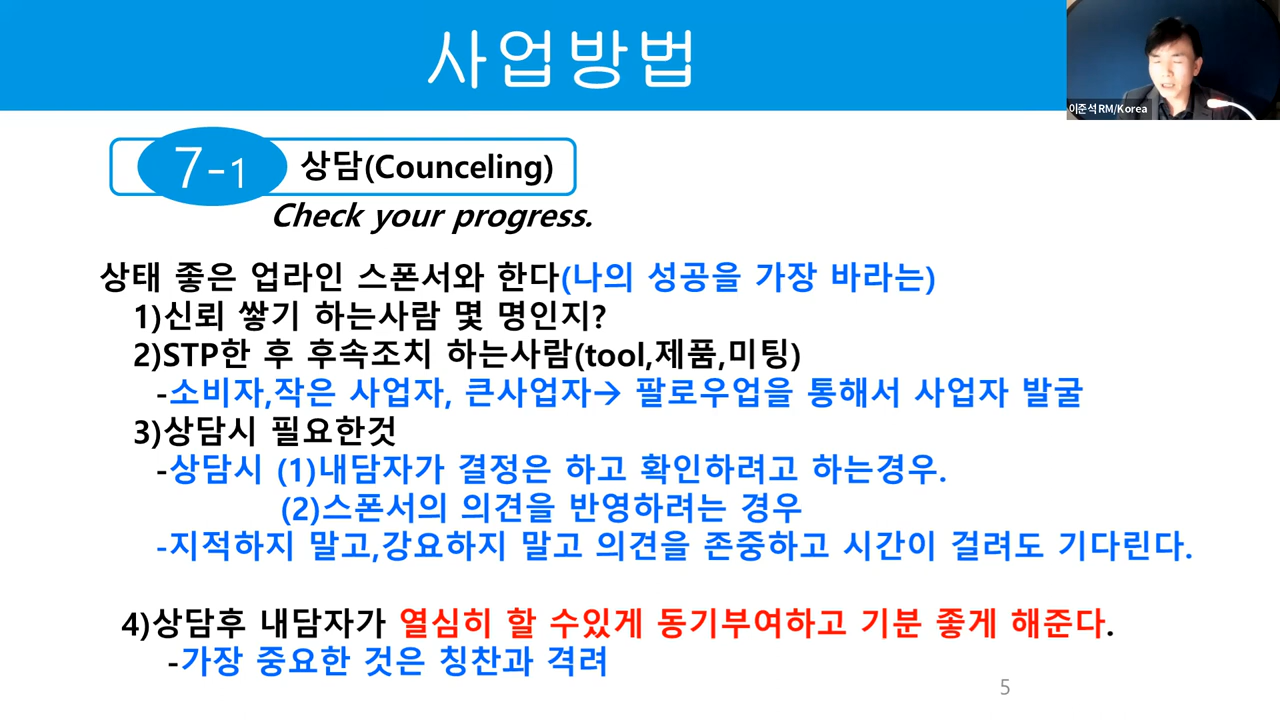 사업방법
이준석 RM/Korea
7-1 상담(Counceling)
Check your progress.
상태 좋은 업라인 스폰서와 한다(나의 성공을 가장 바라는)
1)신뢰 쌓기 하는사람 몇 명인지?
2)STP한 후 후속조치 하는사람(tool,제품,미팅)
-소비자,작은 사업자, 큰사업자→ 팔로우업을 통해서 사업자 발굴
3)상담시 필요한것
-상담시 (1)내담자가 결정은 하고 확인하려고 하는경우.
(2)스폰서의 의견을 반영하려는 경우
-지적하지 말고,강요하지 말고 의견을 존중하고 시간이 걸려도 기다린다.
4)상담후 내담자가 열심히 할 수있게 동기부여하고 기분 좋게 해준다.
-가장 중요한 것은 칭찬과 격려
5